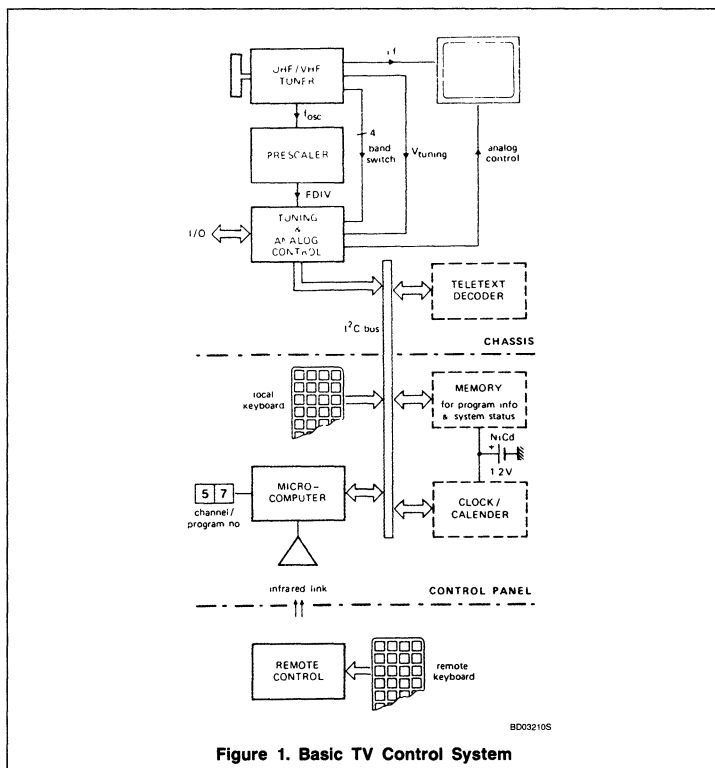 i f
UHF/VHF
TUNER
fosc
4
band
switch
Vtuning
analog
control
PRESCALER
FDIV
I/O
TUNING
&
ANALOG
CONTROL
TELETEXT
DECODER
I²C bus
CHASSIS
local
keyboard
MEMORY
for program info
& system status
+ NiCd
1.2V
5 7
channel/
program no
MICRO-
COMPUTER
CLOCK/
CALENDER
infrared link
CONTROL PANEL
REMOTE
CONTROL
remote
keyboard
BD03210S
Figure 1. Basic TV Control System